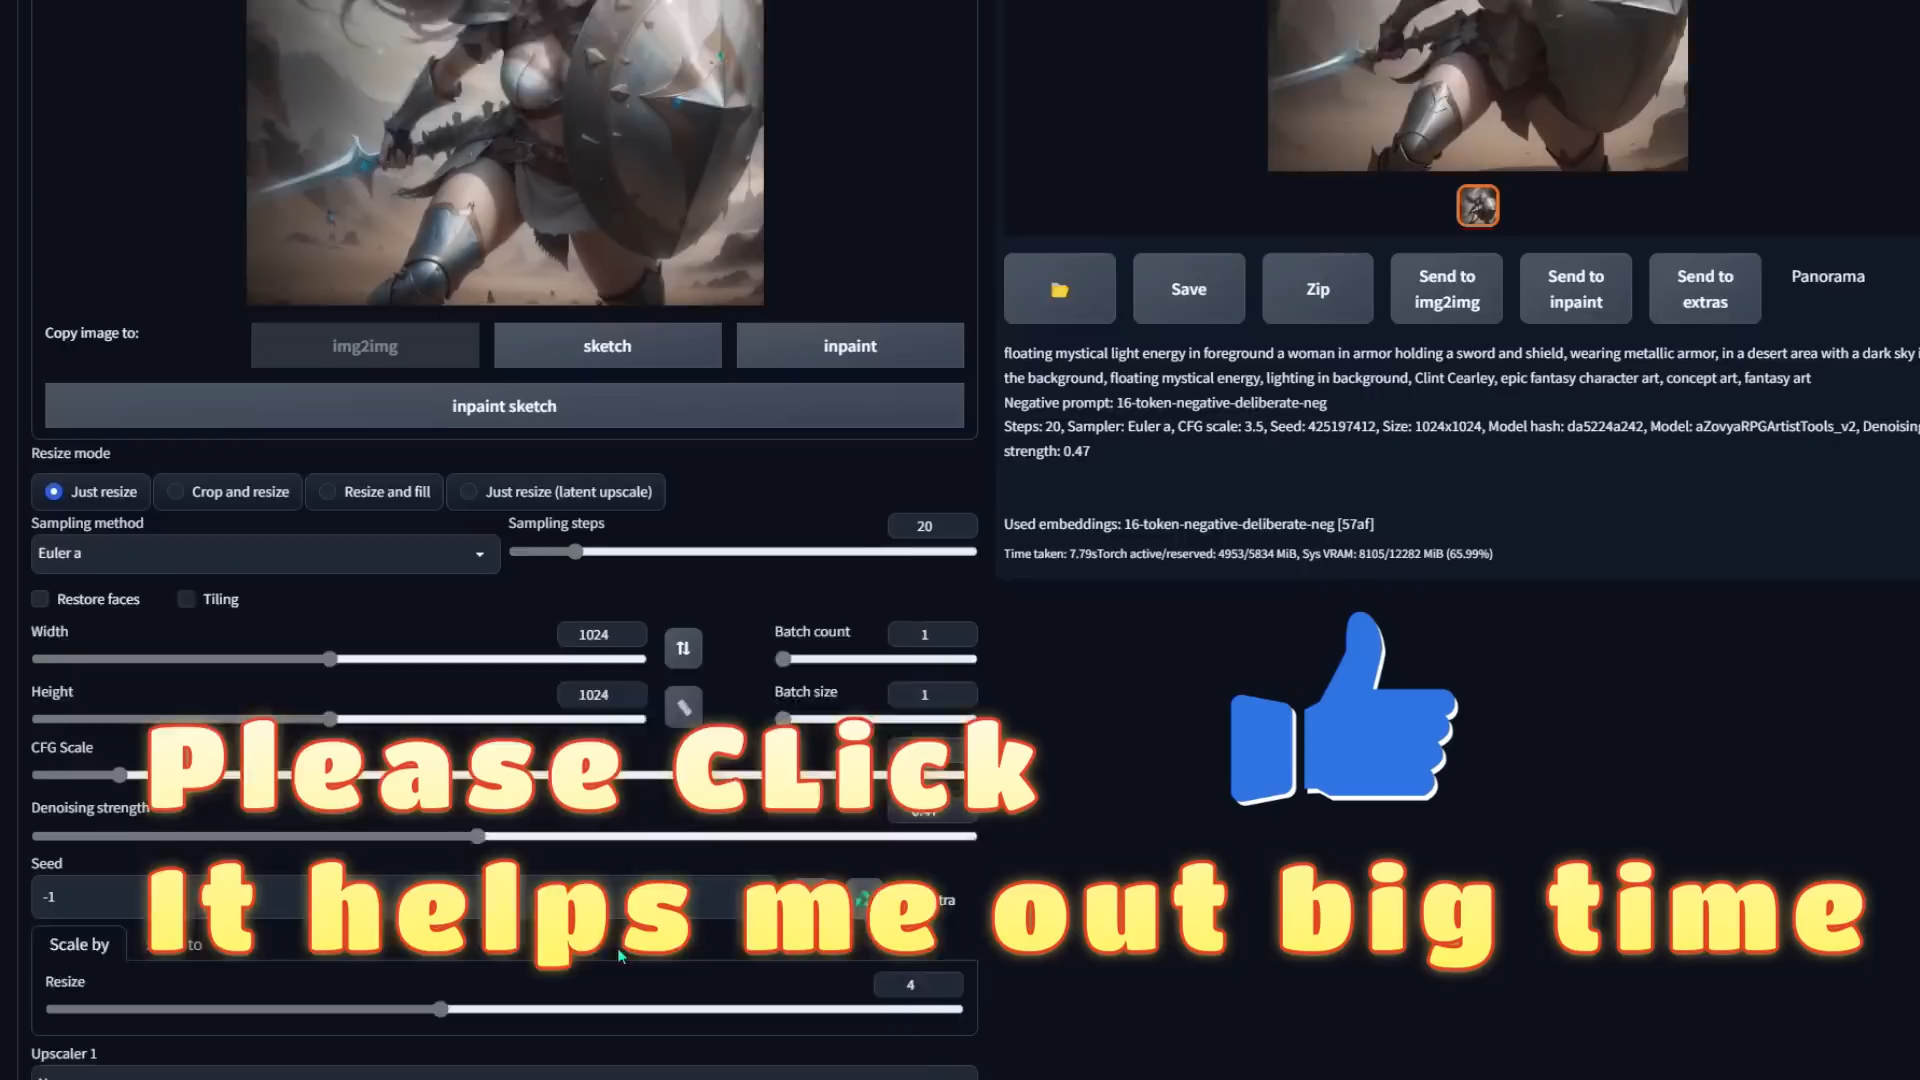 Copy image to:
img2img
sketch
inpaint
inpaint sketch
Resize mode
Just resize
Crop and resize
Resize and fill
Just resize (latent upscale)
Sampling method
Euler a
Sampling steps
20
Restore faces
Tiling
Width
1024
Batch count
1
Height
1024
Batch size
1
CFG Scale
Denoising strength
Seed
-1
Scale by
Resize
4
Upscaler 1
Save
Zip
Send to
img2img
Send to
inpaint
Send to
extras
Panorama
floating mystical light energy in foreground a woman in armor holding a sword and shield, wearing metallic armor, in a desert area with a dark sky
the background, floating mystical energy, lighting in background, Clint Cearley, epic fantasy character art, concept art, fantasy art
Negative prompt: 16-token-negative-deliberate-neg
Steps: 20, Sampler: Euler a, CFG scale: 3.5, Seed: 425197412, Size: 1024x1024, Model hash: da5224a242, Model: aZovyaRPGArtistTools_v2, Denoising
strength: 0.47
Used embeddings: 16-token-negative-deliberate-neg [57af]
Time taken: 7.79sTorch active/reserved: 4953/5834 MiB, Sys VRAM: 8105/12282 MiB (65.99%)
Please CLick
It helps me out big time